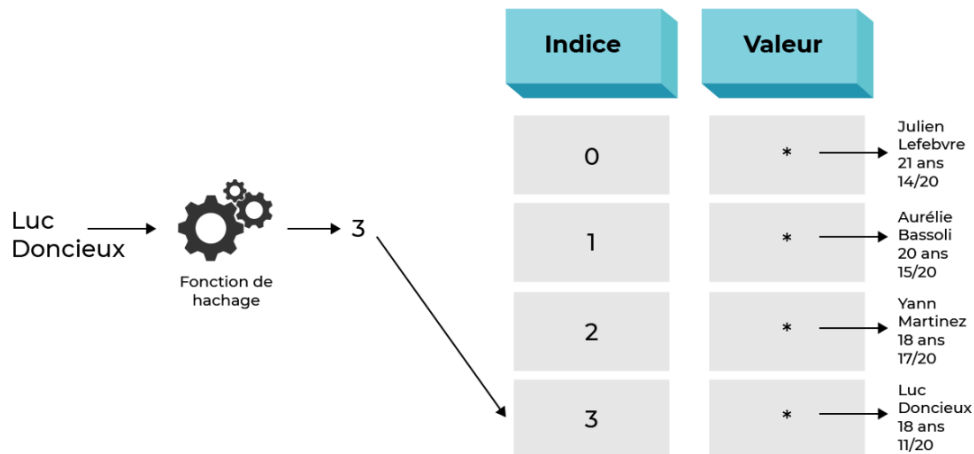 Indice
Valeur
Luc
Doncieux
Fonction de
hachage
3
0
*
Julien
Lefebvre
21 ans
14/20
1
*
Aurélie
Bassoli
20 ans
15/20
2
*
Yann
Martinez
18 ans
17/20
3
*
Luc
Doncieux
18 ans
11/20